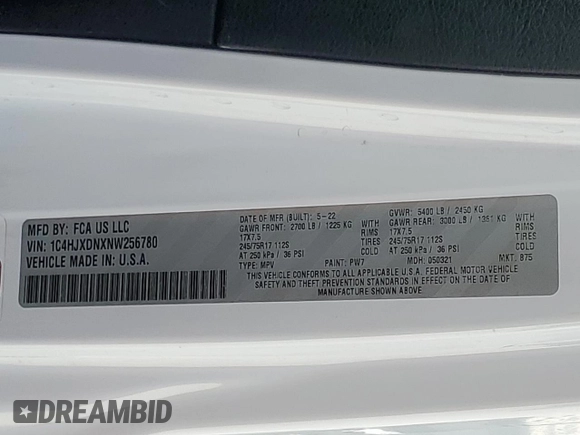 MFD BY: FCA US LLC
VIN: 1C4HJXDNXNW256780
VEHICLE MADE IN: U.S.A.
DATE OF MFR (BUILT): 5-22
GAWR FRONT: 2700 LB / 1225 KG
17X7.5 WITH RIMS
245/75R17 112S TIRES
AT 250 kPa / 36 PSI
TYPE: MPV PAINT: PW7
GVWR: 5400 LB / 2450 KG
GAWR REAR: 3000 LB / 1361 KG
17X7.5 WITH RIMS
245/75R17 112S TIRES
AT 250 kPa / 36 PSI
MDH: 050321 MKT: B75
THIS VEHICLE CONFORMS TO ALL APPLICABLE U.S.A. FEDERAL MOTOR VEHICLE
SAFETY AND THEFT PREVENTION STANDARDS IN EFFECT ON THE DATE OF
MANUFACTURE SHOWN ABOVE
DREAMBID